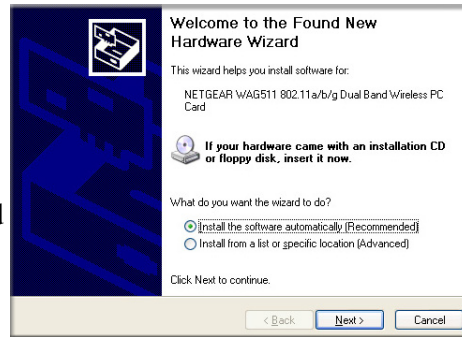 Welcome to the Found New
Hardware Wizard
This wizard helps you install software for:
NETGEAR WAG511 802.11a/b/g Dual Band Wireless PC
Card
If your hardware came with an installation CD
or floppy disk, insert it now.
What do you want the wizard to do?
Install the software automatically (Recommended)
Install from a list or specific location (Advanced)
Click Next to continue.
< Back Next > Cancel